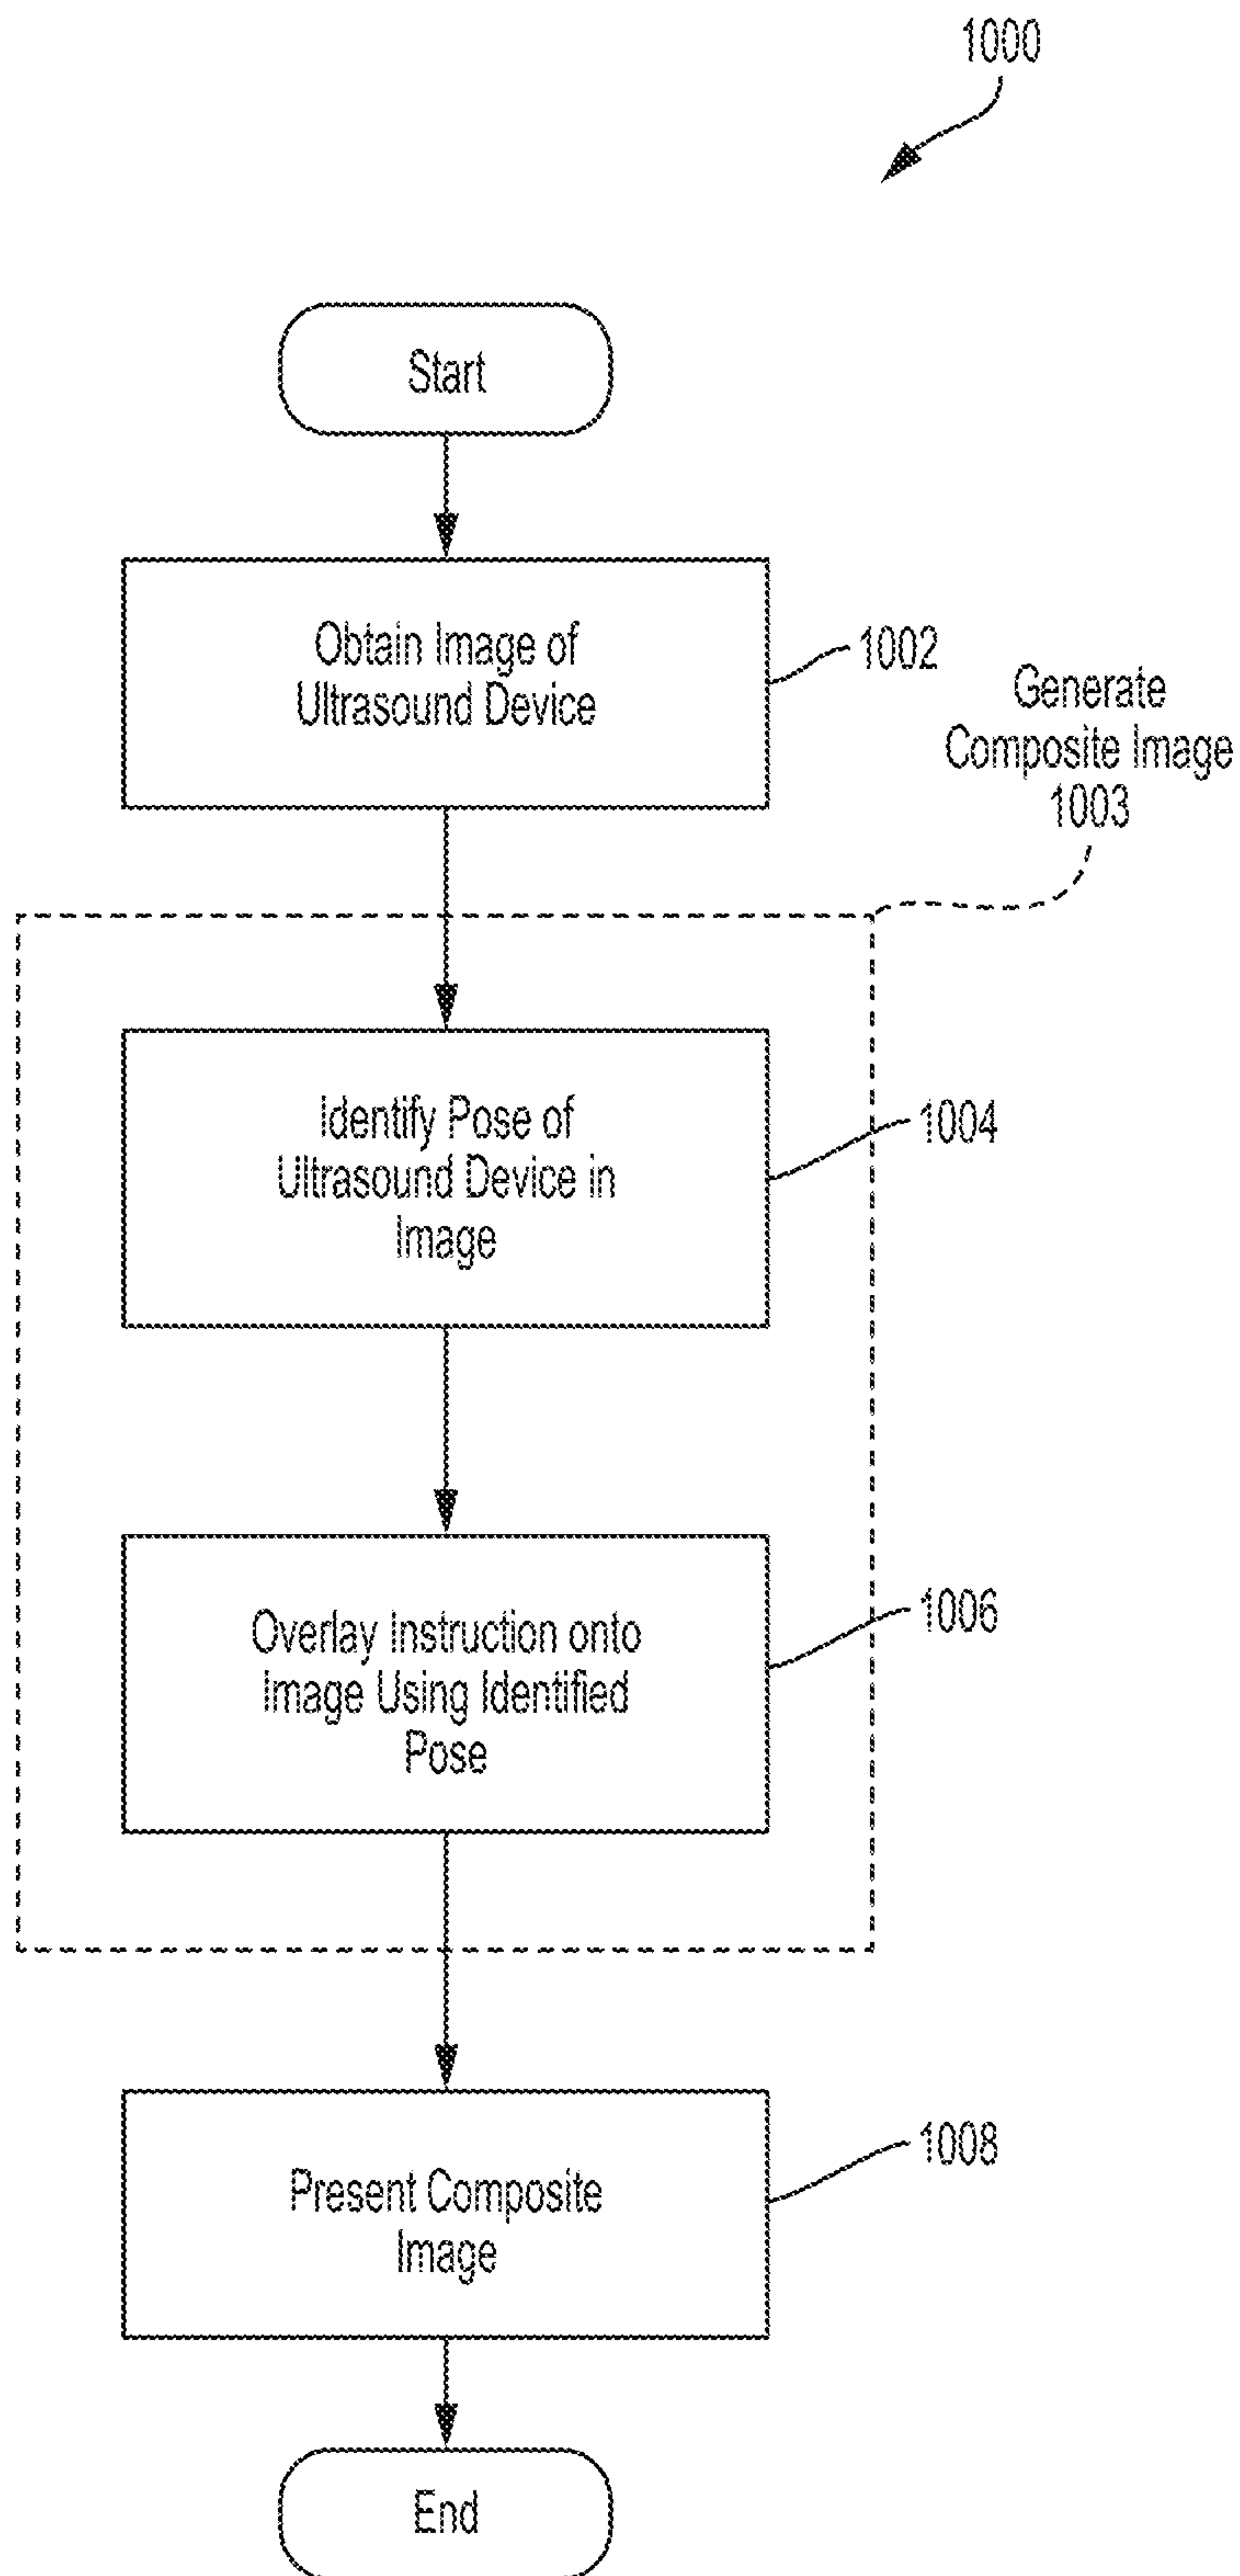 1000
Start
Obtain Image of
Ultrasound Device
1002
Generate
Composite Image
1003
Identify Pose of
Ultrasound Device in
Image
1004
Overlay Instruction onto
Image Using Identified
Pose
1006
Present Composite
Image
1008
End